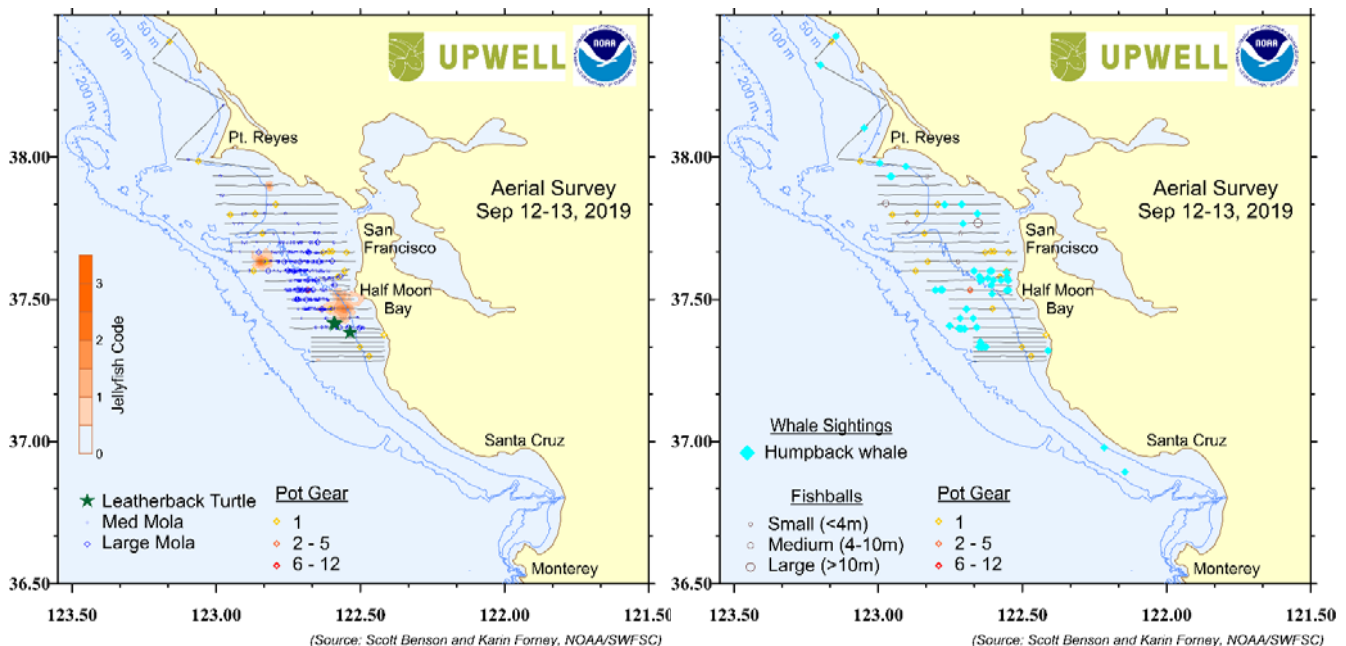 50 m
100 m
200 m
UPWELL
NOAA
Pt. Reyes
38.00
Aerial Survey
Sep 12-13, 2019
San
Francisco
3
2
1
0
Jellyfish Code
37.50
Half Moon
Bay
37.00
Santa Cruz
Leatherback Turtle
Med Mola
Large Mola
Pot Gear
1
2 - 5
6 - 12
Monterey
36.50
123.50
123.00
122.50
122.00
121.50
(Source: Scott Benson and Karin Forney, NOAA/SWFSC)
50 m
100 m
200 m
UPWELL
NOAA
Pt. Reyes
38.00
Aerial Survey
Sep 12-13, 2019
San
Francisco
37.50
Half Moon
Bay
37.00
Santa Cruz
Whale Sightings
Humpback whale
Fishballs
Small (<4m)
Medium (4-10m)
Large (>10m)
Pot Gear
1
2 - 5
6 - 12
Monterey
36.50
123.50
123.00
122.50
122.00
121.50
(Source: Scott Benson and Karin Forney, NOAA/SWFSC)